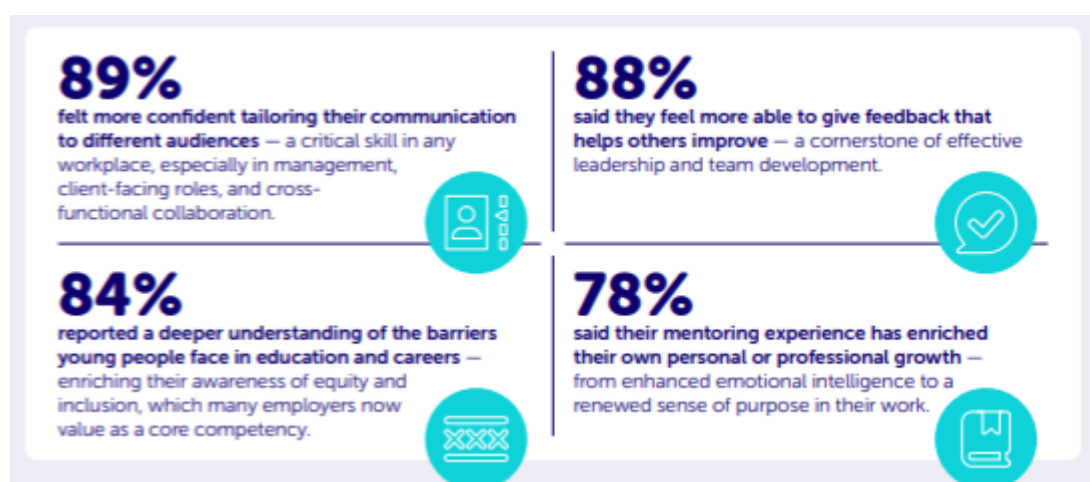 89%
felt more confident tailoring their communication
to different audiences — a critical skill in any
workplace, especially in management,
client-facing roles, and cross-
functional collaboration.
88%
said they feel more able to give feedback that
helps others improve — a cornerstone of effective
leadership and team development.
84%
reported a deeper understanding of the barriers
young people face in education and careers —
enriching their awareness of equity and
inclusion, which many employers now
value as a core competency.
78%
said their mentoring experience has enriched
their own personal or professional growth —
from enhanced emotional intelligence to a
renewed sense of purpose in their work.